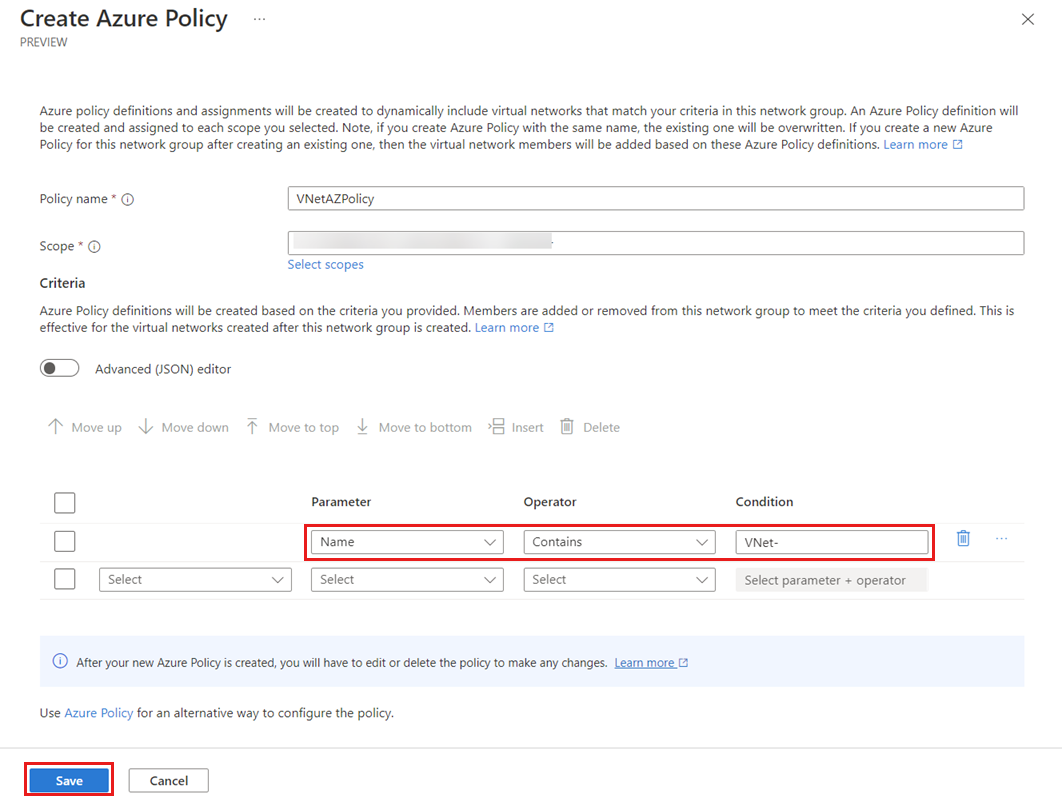 Create Azure Policy ...
PREVIEW
Azure policy definitions and assignments will be created to dynamically include virtual networks that match your criteria in this network group. An Azure Policy definition will
be created and assigned to each scope you selected. Note, if you create Azure Policy with the same name, the existing one will be overwritten. If you create a new Azure
Policy for this network group after creating an existing one, then the virtual network members will be added based on these Azure Policy definitions. Learn more
Policy name * VNetAZPolicy
Scope *
Select scopes
Criteria
Azure Policy definitions will be created based on the criteria you provided. Members are added or removed from this network group to meet the criteria you defined. This is
effective for the virtual networks created after this network group is created. Learn more
Advanced (JSON) editor
Move up Move down Move to top Move to bottom Insert Delete
Parameter Operator Condition
Name Contains VNet- ...
Select Select Select Select parameter + operator
After your new Azure Policy is created, you will have to edit or delete the policy to make any changes. Learn more
Use Azure Policy for an alternative way to configure the policy.
Save Cancel